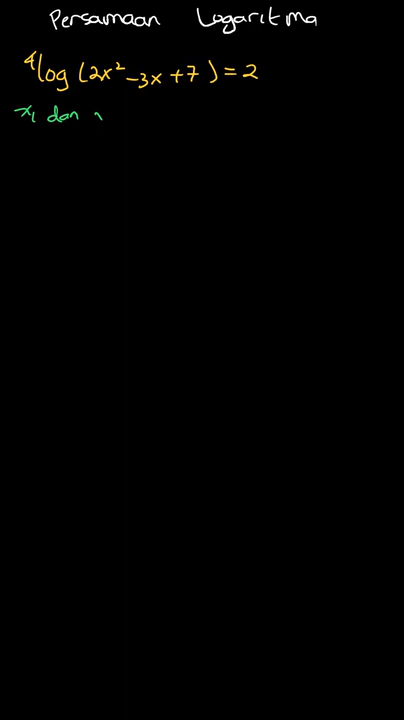 Persamaan Logaritma
⁴log (2x² - 3x + 7) = 2
x₁ dan